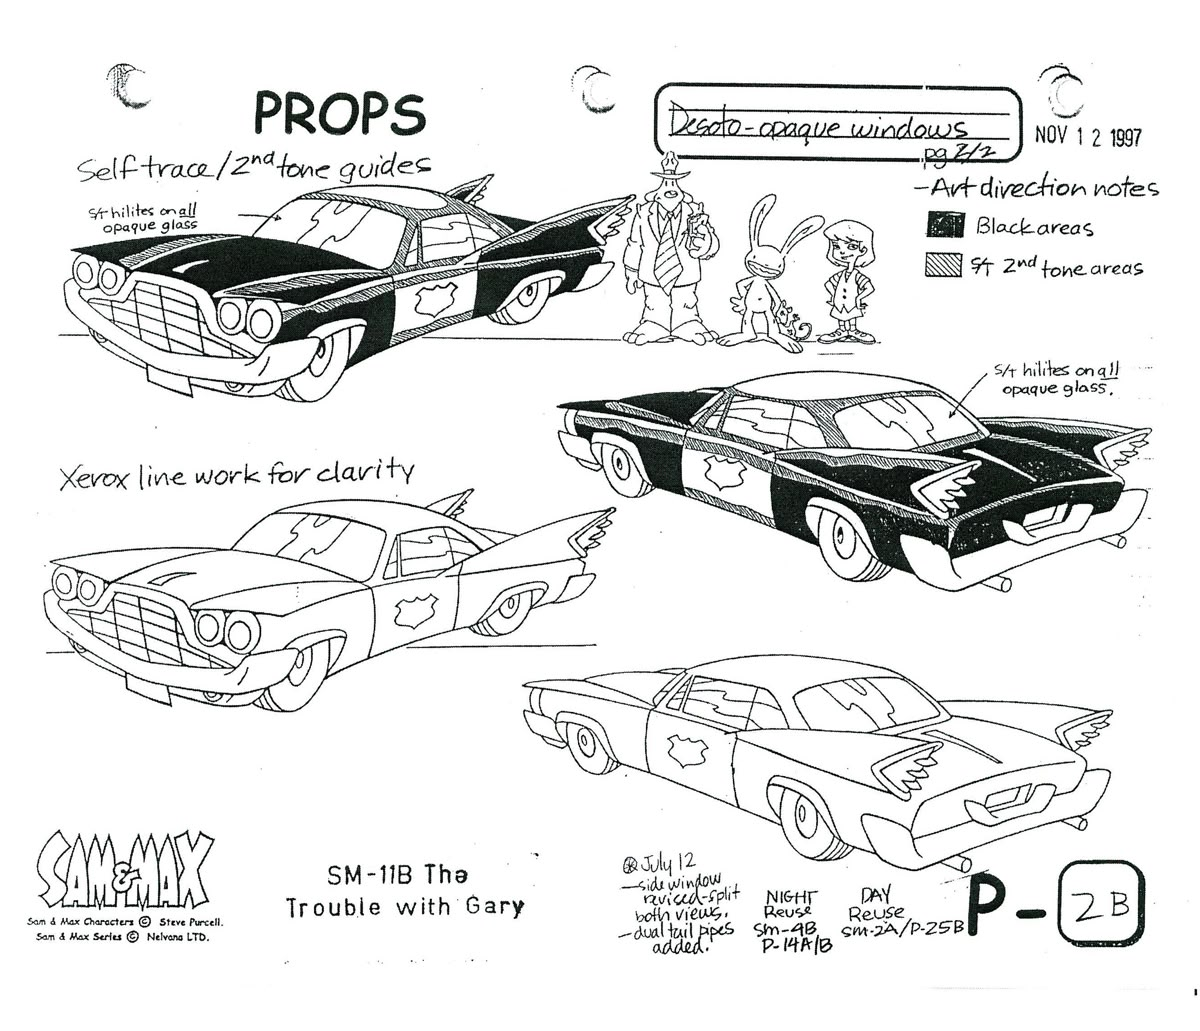 PROPS
Desoto-opaque windows
pg 2/2
NOV 12 1997
Self trace/2nd tone guides
S/T hilites on all
opaque glass
-Art direction notes
Black areas
S/T 2nd tone areas
S/T hilites on all
opaque glass.
Xerox line work for clarity
SAM & MAX
Sam & Max Characters © Steve Purcell.
Sam & Max Series © Nelvana LTD.
SM-11B The
Trouble with Gary
July 12
-side window
revised-split
both views.
-dual tail pipes
added.
NIGHT
Reuse
SM-4B
P-14A/B
DAY
Reuse
SM-2A/P-25B
P-2B